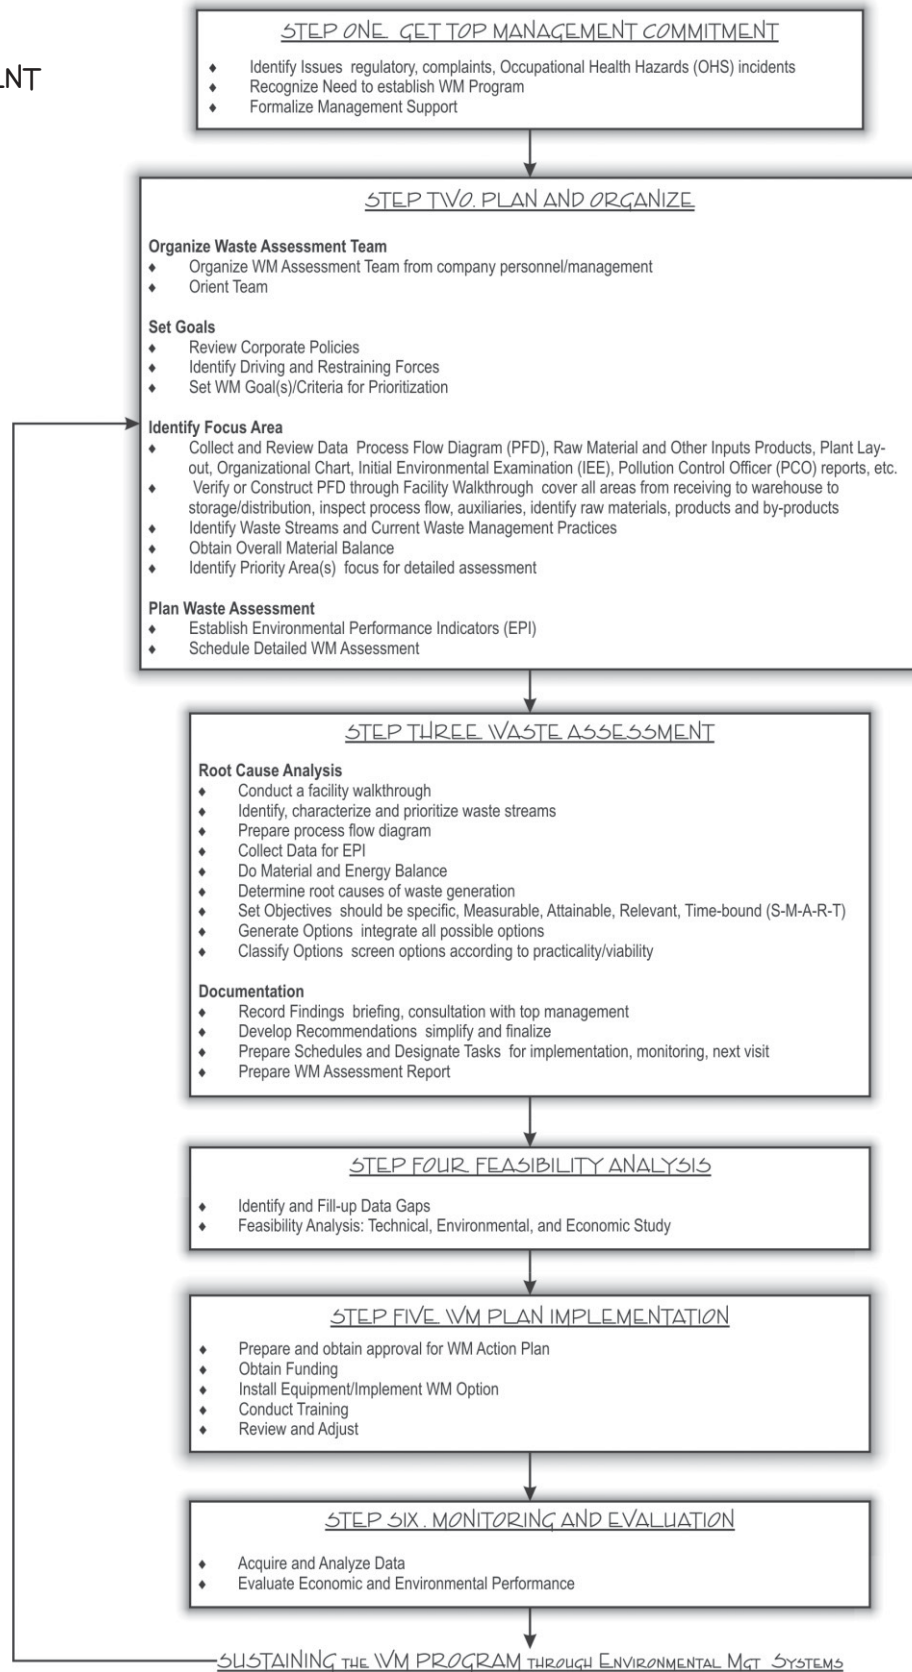 STEP ONE GET TOP MANAGEMENT COMMITMENT
♦ Identify Issues regulatory, complaints, Occupational Health Hazards (OHS) incidents
♦ Recognize Need to establish WM Program
♦ Formalize Management Support
STEP TWO. PLAN AND ORGANIZE
Organize Waste Assessment Team
♦ Organize WM Assessment Team from company personnel/management
♦ Orient Team
Set Goals
♦ Review Corporate Policies
♦ Identify Driving and Restraining Forces
♦ Set WM Goal(s)/Criteria for Prioritization
Identify Focus Area
♦ Collect and Review Data Process Flow Diagram (PFD), Raw Material and Other Inputs Products, Plant Lay-
out, Organizational Chart, Initial Environmental Examination (IEE), Pollution Control Officer (PCO) reports, etc.
♦ Verify or Construct PFD through Facility Walkthrough cover all areas from receiving to warehouse to
storage/distribution, inspect process flow, auxiliaries, identify raw materials, products and by-products
♦ Identify Waste Streams and Current Waste Management Practices
♦ Obtain Overall Material Balance
♦ Identify Priority Area(s) focus for detailed assessment
Plan Waste Assessment
♦ Establish Environmental Performance Indicators (EPI)
♦ Schedule Detailed WM Assessment
STEP THREE WASTE ASSESSMENT
Root Cause Analysis
♦ Conduct a facility walkthrough
♦ Identify, characterize and prioritize waste streams
♦ Prepare process flow diagram
♦ Collect Data for EPI
♦ Do Material and Energy Balance
♦ Determine root causes of waste generation
♦ Set Objectives should be specific, Measurable, Attainable, Relevant, Time-bound (S-M-A-R-T)
♦ Generate Options integrate all possible options
♦ Classify Options screen options according to practicality/viability
Documentation
♦ Record Findings briefing, consultation with top management
♦ Develop Recommendations simplify and finalize
♦ Prepare Schedules and Designate Tasks for implementation, monitoring, next visit
♦ Prepare WM Assessment Report
STEP FOUR FEASIBILITY ANALYSIS
♦ Identify and Fill-up Data Gaps
♦ Feasibility Analysis: Technical, Environmental, and Economic Study
STEP FIVE WM PLAN IMPLEMENTATION
♦ Prepare and obtain approval for WM Action Plan
♦ Obtain Funding
♦ Install Equipment/Implement WM Option
♦ Conduct Training
♦ Review and Adjust
STEP SIX. MONITORING AND EVALUATION
♦ Acquire and Analyze Data
♦ Evaluate Economic and Environmental Performance
SUSTAINING THE WM PROGRAM THROUGH ENVIRONMENTAL MGT SYSTEMS